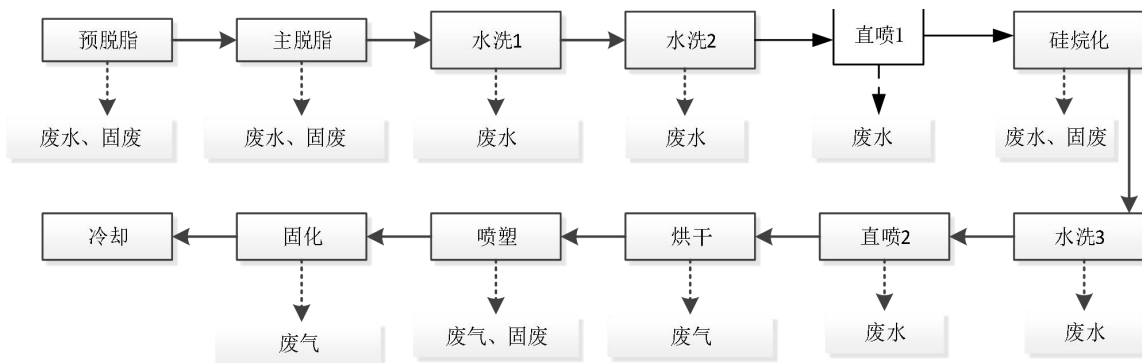 预脱脂
主脱脂
水洗1
水洗2
直喷1
硅烷化
废水、固废
废水、固废
废水
废水
废水
废水、固废
冷却
固化
喷塑
烘干
直喷2
水洗3
废气
废气、固废
废气
废水
废水